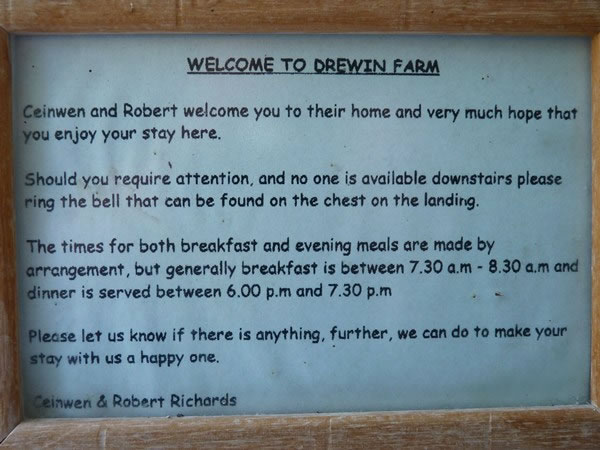 WELCOME TO DREWIN FARM
Ceinwen and Robert welcome you to their home and very much hope that
you enjoy your stay here.
Should you require attention, and no one is available downstairs please
ring the bell that can be found on the chest on the landing.
The times for both breakfast and evening meals are made by
arrangement, but generally breakfast is between 7.30 a.m - 8.30 a.m and
dinner is served between 6.00 p.m and 7.30 p.m
Please let us know if there is anything, further, we can do to make your
stay with us a happy one.
Ceinwen & Robert Richards